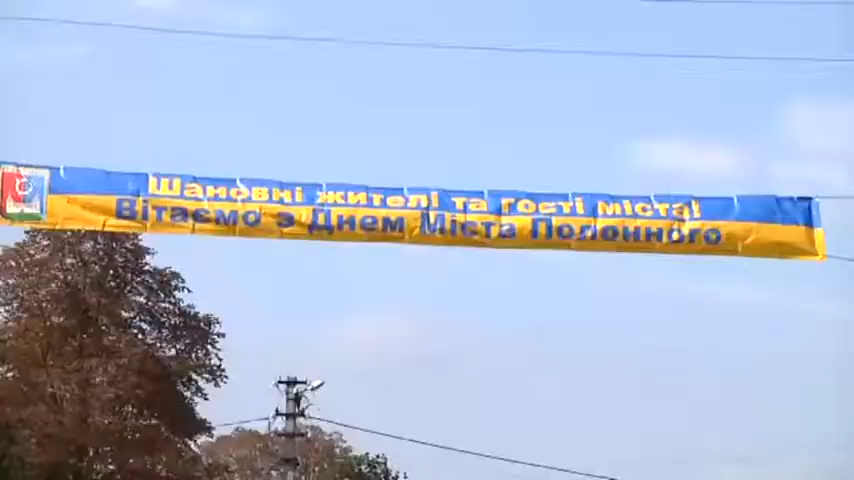 Шановні жителі та гості міста!
Вітаємо з Днем Міста Полонного